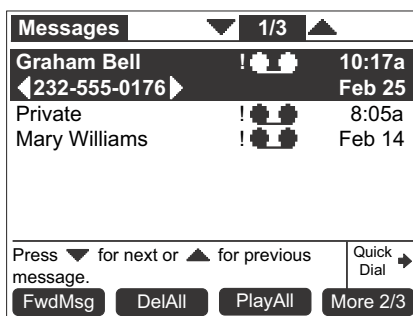 Messages 1/3
Graham Bell ! 10:17a
232-555-0176 Feb 25
Private ! 8:05a
Mary Williams ! Feb 14
Press ▼ for next or ▲ for previous
message.
Quick
Dial
FwdMsg DelAll PlayAll More 2/3